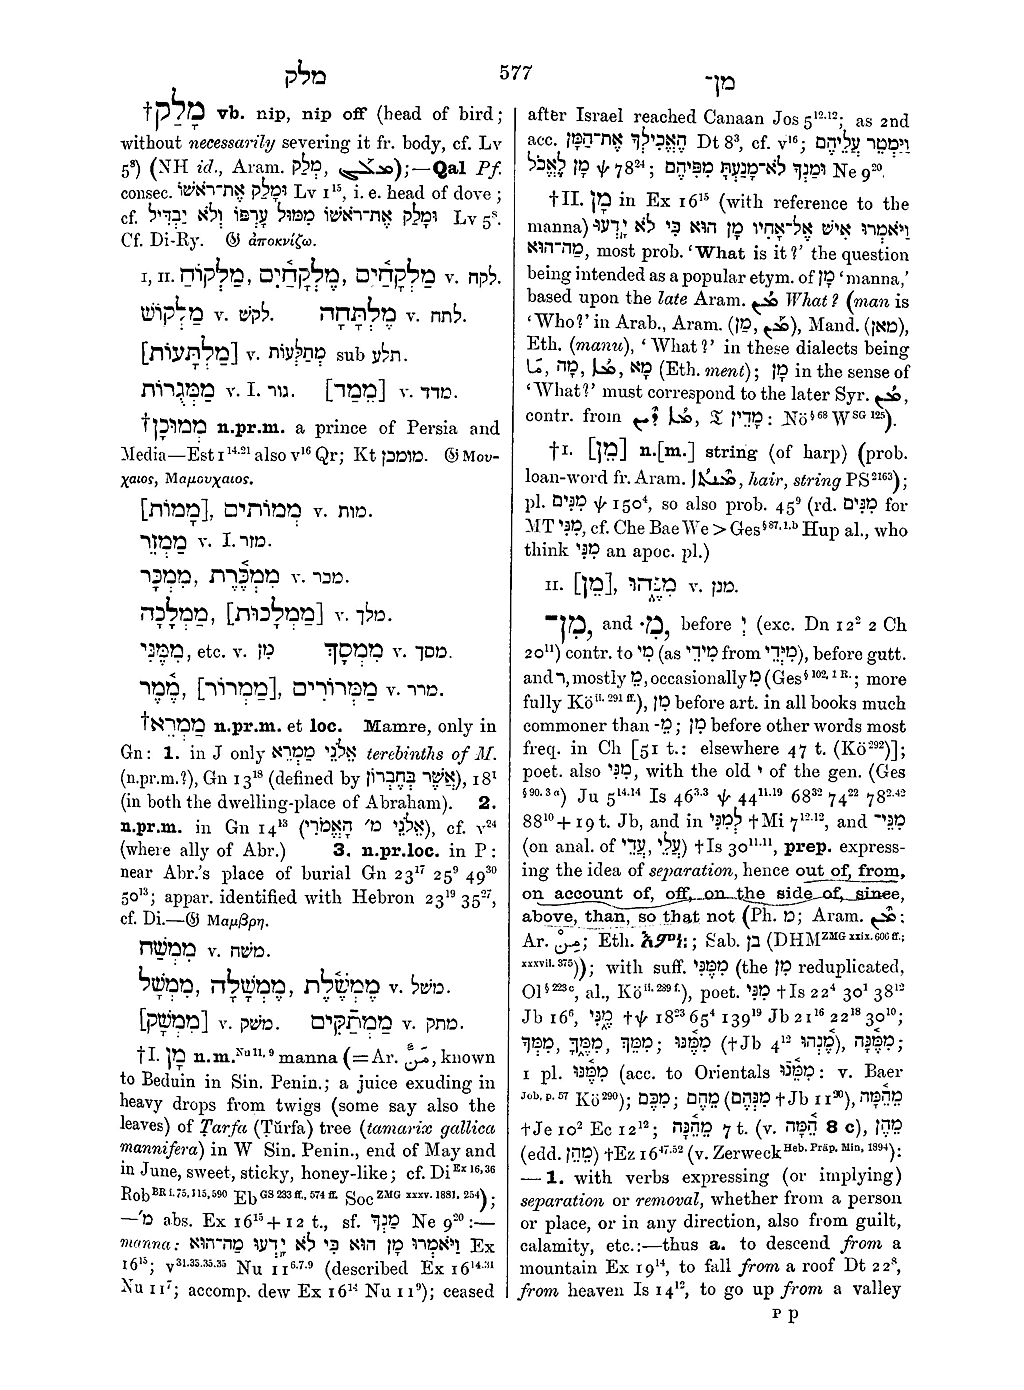 מלק
577
מן־
†מָלַק vb. nip, nip off (head of bird;
without necessarily severing it fr. body, cf. Lv
5⁸) (NH id., Aram. מְלַק,);—Qal Pf.
consec. וּמָלַק אֶת־רֹאשׁוֹ Lv 1¹⁵, i. e. head of dove;
cf. וּמָלַק אֶת־רֹאשׁוֹ מִמּוּל עָרְפּוֹ וְלֹא יַבְדִּיל Lv 5⁸.
Cf. Di-Ry. 𝔊 ἀποκνίζω.
I, II. מַלְקוֹחַ, מֶלְקָחַיִם, מַלְקָחַיִם v. לקח.
מַלְקוֹשׁ v. לקשׁ. מֶלְתָּחָה v. לתח.
[מַלְתָּעוֹת] v. מְתַלְּעוֹת sub תלע.
מַמְּגֻרוֹת v. I. גור. [מֵמַד] v. מדד.
†מְמוּכָן n.pr.m. a prince of Persia and
Media—Est 1¹⁴·²¹ also v¹⁶ Qr; Kt מומכן. 𝔊 Μου-
χαιος, Μαμουχαιος.
[מָמוֹת], מְמוֹתִים v. מות.
מַמְזֵר v. I. מזר.
מִמְכָּר, מִמְכֶּרֶת v. מכר.
מַמְלָכָה, [מַמְלָכוּת] v. מלך.
מִמֶּנִּי, etc. v. מִן מִמְסָךְ v. מסך.
מֶמֶר, [מַמְרוֹר], מַמְּרוֹרִים v. מרר.
†מַמְרֵא n.pr.m. et loc. Mamre, only in
Gn: 1. in J only אֵלֹנֵי מַמְרֵא terebinths of M.
(n.pr.m.?), Gn 13¹⁸ (defined by אֲשֶׁר בְּחֶבְרוֹן), 18¹
(in both the dwelling-place of Abraham). 2.
n.pr.m. in Gn 14¹³ (אֵלֹנֵי מ׳ הָאֱמֹרִי), cf. v²⁴
(where ally of Abr.) 3. n.pr.loc. in P:
near Abr.'s place of burial Gn 23¹⁷ 25⁹ 49³⁰
50¹³; appar. identified with Hebron 23¹⁹ 35²⁷,
cf. Di.—𝔊 Μαμβρη.
מִמְשַׁח v. משׁח.
מִמְשָׁל, מֶמְשָׁלָה, מֶמְשֶׁלֶת v. משׁל.
[מִמְשָׁק] v. משׁק. מַמְתַקִּים v. מתק.
†I. מָן n.m.ᴺᵘ ¹¹,⁹ manna (=Ar. مَنّ, known
to Beduin in Sin. Penin.; a juice exuding in
heavy drops from twigs (some say also the
leaves) of Ṭarfa (Ṭŭrfa) tree (tamarix gallica
mannifera) in W Sin. Penin., end of May and
in June, sweet, sticky, honey-like; cf. Di Ex 16,36
Rob BR i. 75, 115, 590 Eb GS 233 ff., 574 ff. Soc ZMG xxxv. 1881, 254);
—מ׳ abs. Ex 16¹⁵ + 12 t., sf. מַנְךָ Ne 9²⁰:—
manna: וַיֹּאמְרוּ מָן הוּא כִּי לֹא יָדְעוּ מַה־הוּא Ex
16¹⁵; v³¹·³³·³⁵·³⁵ Nu 11⁶·⁷·⁹ (described Ex 16¹⁴·³¹
Nu 11⁷; accomp. dew Ex 16¹⁴ Nu 11⁹); ceased
after Israel reached Canaan Jos 5¹²·¹²; as 2nd
acc. הַמַּאֲכִלְךָ אֶת־הַמָּן Dt 8³, cf. v¹⁶; וַיַּמְטֵר עֲלֵיהֶם
מָן לֶאֱכֹל ψ 78²⁴; וּמַנְךָ לֹא־מָנַעְתָּ מִפִּיהֶם Ne 9²⁰.
†II. מָן in Ex 16¹⁵ (with reference to the
manna) וַיֹּאמְרוּ אִישׁ אֶל־אָחִיו מָן הוּא כִּי לֹא יָדְעוּ
מַה־הוּא, most prob. 'What is it?' the question
being intended as a popular etym. of מָן 'manna,'
based upon the late Aram. What? (man is
'Who?' in Arab., Aram. (מַן,), Mand. (מאן),
Eth. (manu), 'What?' in these dialects being
מָא, מָה, (Eth. ment); מָן in the sense of
'What?' must correspond to the later Syr.,
contr. from, 𝔗 מָדֵין: Nö§ 68 W SG 125).
†I. [מֵן] n.[m.] string (of harp) (prob.
loan-word fr. Aram., hair, string PS²¹⁶³);
pl. מִנִּים ψ 150⁴, so also prob. 45⁹ (rd. מִנִּים for
MT מִנִּי, cf. Che Bae We > Ges§ 87, 1, b Hup al., who
think מִנִּי an apoc. pl.)
II. [מֵן], מִנֵּהוּ v. מנן.
מִן־, and ·מִ, before יְ (exc. Dn 12² 2 Ch
20¹¹) contr. to מִי (as מִידֵי from מִיְּדֵי), before gutt.
and ר, mostly מֵ, occasionally מִ (Ges§ 102, 1 R.; more
fully Kö ii. 291 ff.), מִן before art. in all books much
commoner than מֵ-; מִן before other words most
freq. in Ch [51 t.: elsewhere 47 t. (Kö²⁹²)];
poet. also מִנִּי, with the old י of the gen. (Ges
§ 90. 3 a) Ju 5¹⁴·¹⁴ Is 46³·³ ψ 44¹¹·¹⁹ 68³² 74²² 78²·⁴²
88¹⁰ + 19 t. Jb, and in לְמִנִּי †Mi 7¹²·¹², and מִנֵּי־
(on anal. of עֲלֵי, עֲדֵי) †Is 30¹¹·¹¹, prep. express-
ing the idea of separation, hence out of, from,
on account of, off, on the side of, since,
above, than, so that not (Ph. מ; Aram.;
Ar. مِنْ; Eth. እምነ፡; Sab. בן (DHM ZMG xxix. 606 ff.;
xxxvii. 375)); with suff. מִמֶּנִּי (the מִן reduplicated,
Ol§ 223 c, al., Kö ii. 289 f.), poet. מִנִּי †Is 22⁴ 30¹ 38¹²
Jb 16⁶, מֶנִּי †ψ 18²³ 65⁴ 139¹⁹ Jb 21¹⁶ 22¹⁸ 30¹⁰;
מִמְּךָ, מִמֶּךָּ, מִמֵּךְ; מִמֶּנּוּ (†Jb 4¹² מֶנְהוּ), מִמֶּנָּה;
1 pl. מִמֶּנּוּ (acc. to Orientals מִמֵּנוּ: v. Baer
Job, p. 57 Kö²⁹⁰); מִכֶּם; מֵהֶם (מִנְּהֶם †Jb 11²⁰), מֵהֵמָּה
†Je 10² Ec 12¹²; מֵהֵנָּה 7 t. (v. הֵמָּה 8 c), מֵהֶן
(edd. מֵהֵן) †Ez 16⁴⁷·⁵² (v. Zerweck Heb. Präp. Min, 1894):
—1. with verbs expressing (or implying)
separation or removal, whether from a person
or place, or in any direction, also from guilt,
calamity, etc.:—thus a. to descend from a
mountain Ex 19¹⁴, to fall from a roof Dt 22⁸,
from heaven Is 14¹², to go up from a valley
P p